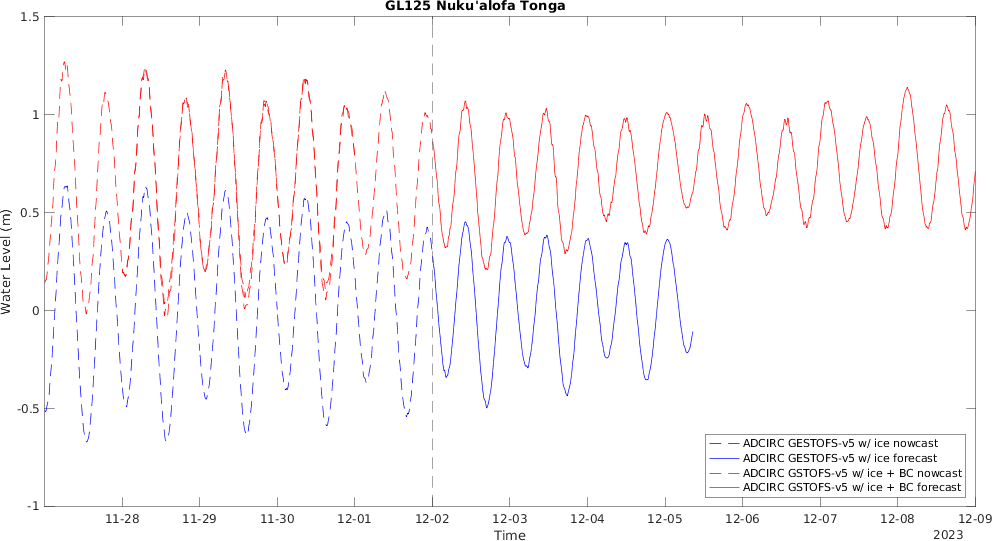 GL125 Nuku'alofa Tonga
1.5
1
0.5
0
-0.5
-1
Water Level (m)
11-28 11-29 11-30 12-01 12-02 12-03 12-04 12-05 12-06 12-07 12-08 12-09
Time
2023
ADCIRC GESTOFS-v5 w/ ice nowcast
ADCIRC GESTOFS-v5 w/ ice forecast
ADCIRC GSTOFS-v5 w/ ice + BC nowcast
ADCIRC GSTOFS-v5 w/ ice + BC forecast